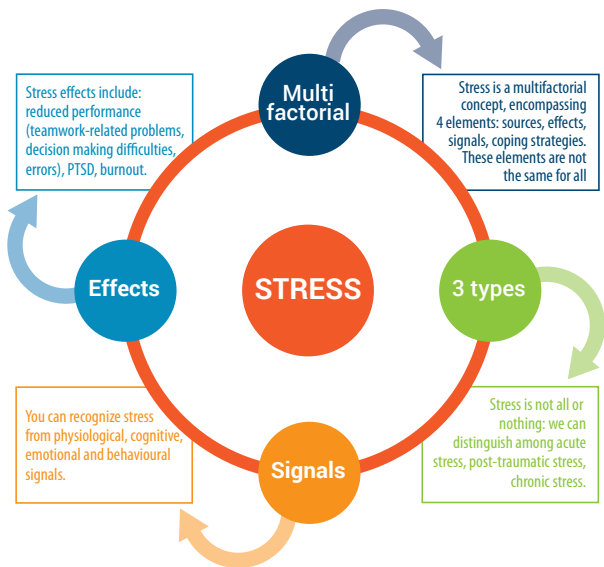 Multi
factorial
Stress is a multifactorial
concept, encompassing
4 elements: sources, effects,
signals, coping strategies.
These elements are not
the same for all
Stress effects include:
reduced performance
(teamwork-related problems,
decision making difficulties,
errors), PTSD, burnout.
Effects
STRESS
3 types
You can recognize stress
from physiological, cognitive,
emotional and behavioural
signals.
Signals
Stress is not all or
nothing: we can
distinguish among acute
stress, post-traumatic stress,
chronic stress.